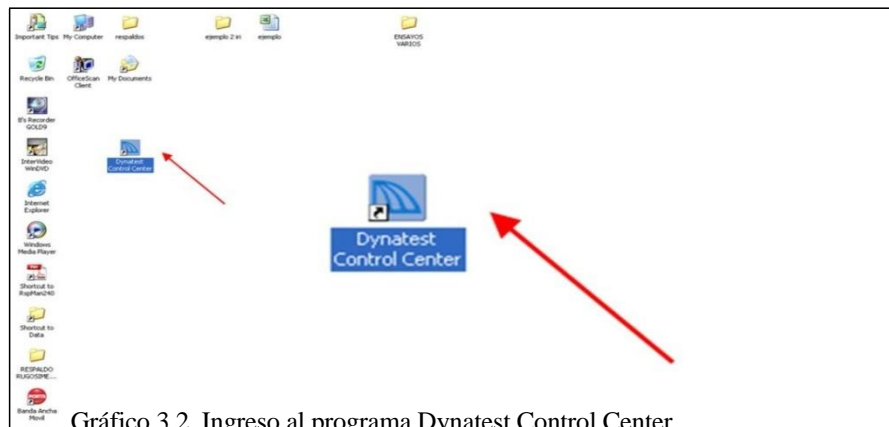 Important Tips
My Computer
respaldos
ejemplo 2 iri
ejemplo
ENSAYOS
VARIOS
Recycle Bin
OfficeScan
Client
My Documents
B's Recorder
GOLD9
InterVideo
WinDVD
Dynatest
Control Center
Dynatest
Control Center
Internet
Explorer
Windows
Media Player
Shortcut to
RspMan240
Shortcut to
Data
RESPALDO
RUGOSIME...
Banda Ancha
Movil
Gráfico 3.2. Ingreso al programa Dynatest Control Center